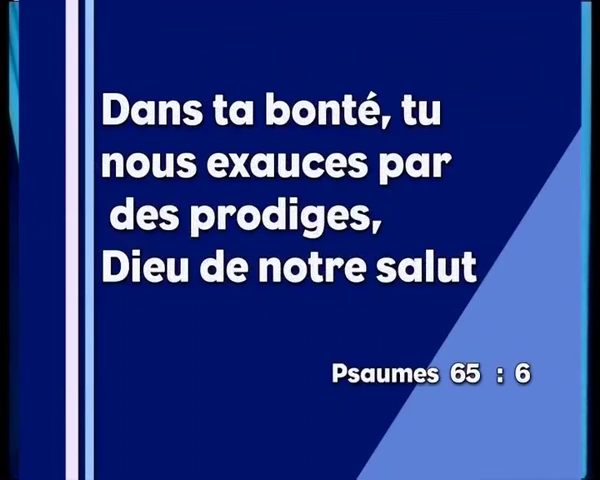 Dans ta bonté, tu
nous exauces par
des prodiges,
Dieu de notre salut
Psaumes 65 : 6